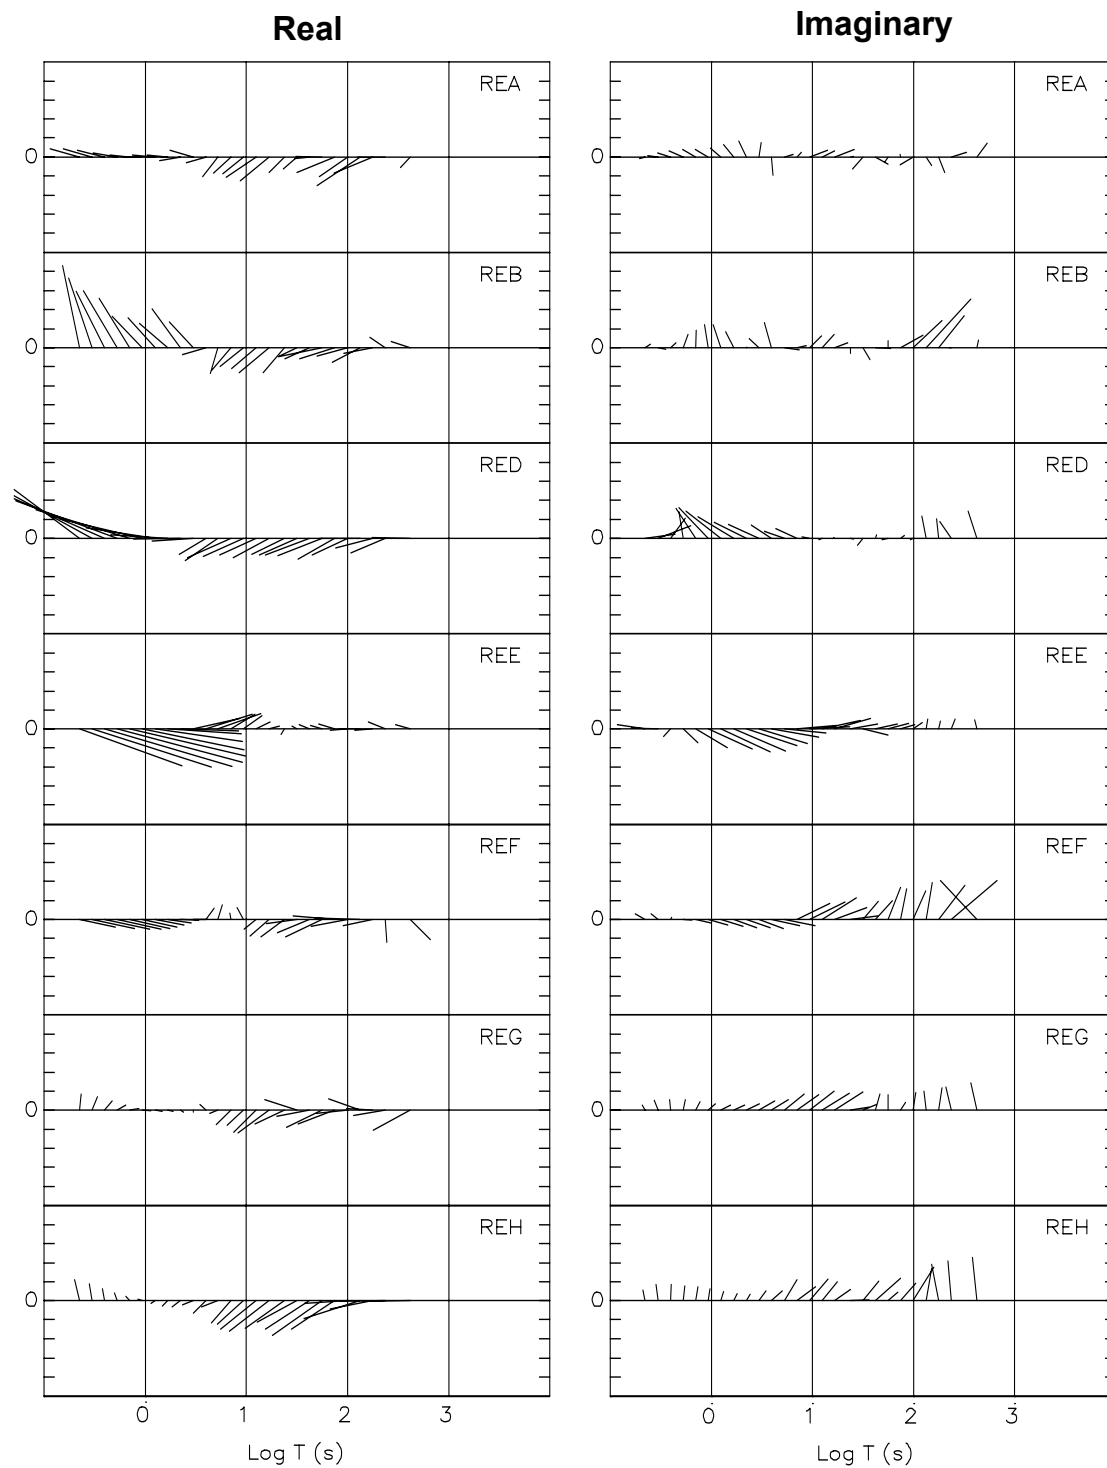 Real Imaginary
REA REA
0 0
REB REB
0 0
RED RED
0 0
REE REE
0 0
REF REF
0 0
REG REG
0 0
REH REH
0 0
0 1 2 3 0 1 2 3
Log T (s) Log T (s)